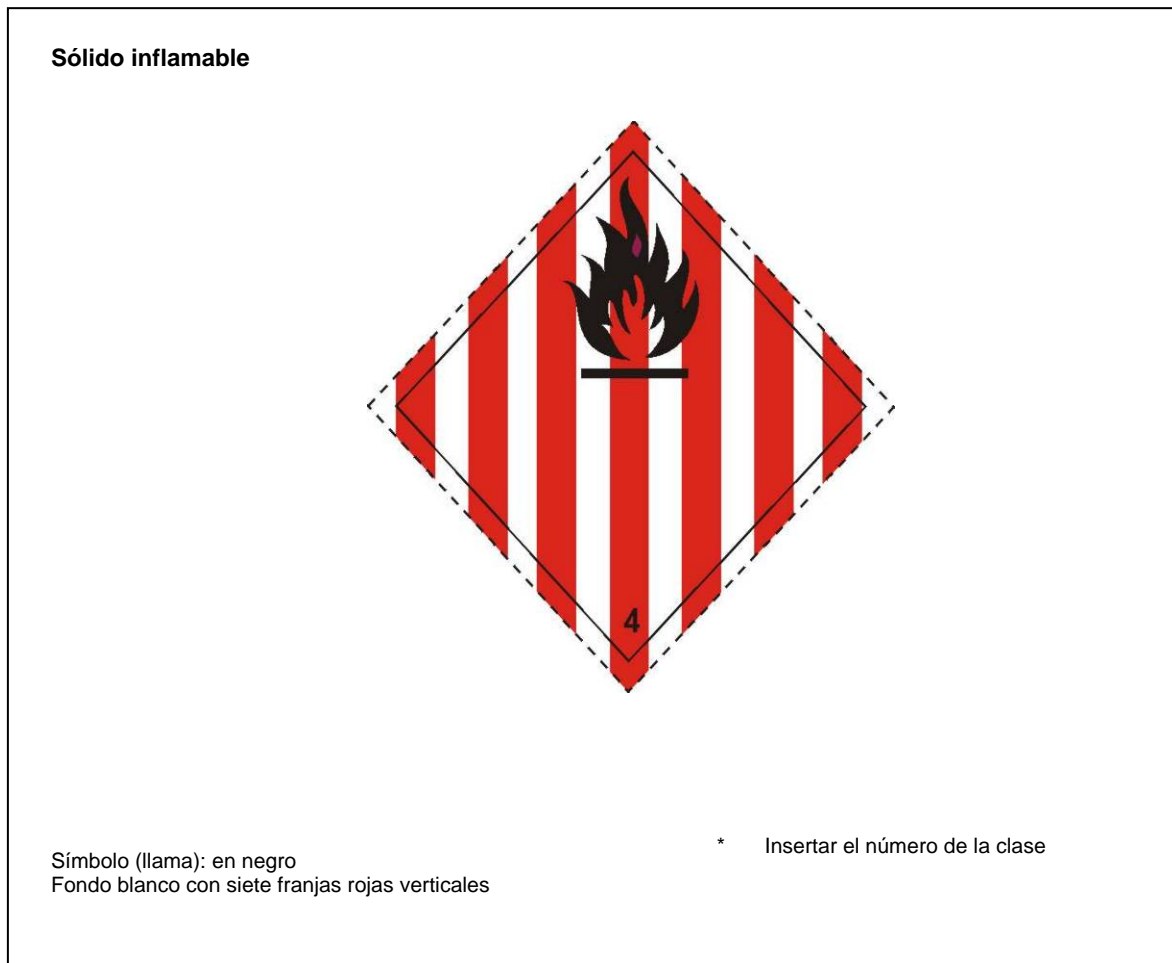 Sólido inflamable
4
Símbolo (llama): en negro
Fondo blanco con siete franjas rojas verticales
* Insertar el número de la clase